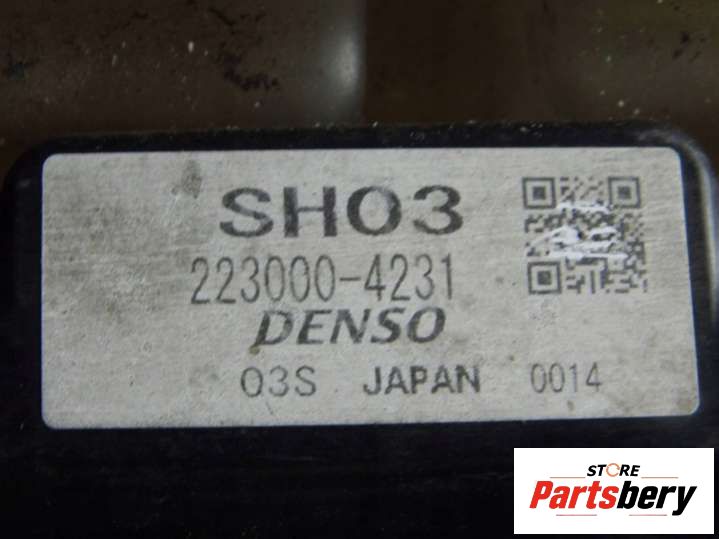 SH03
223000-4231
DENSO
03S JAPAN 0014
STORE
Partsbery